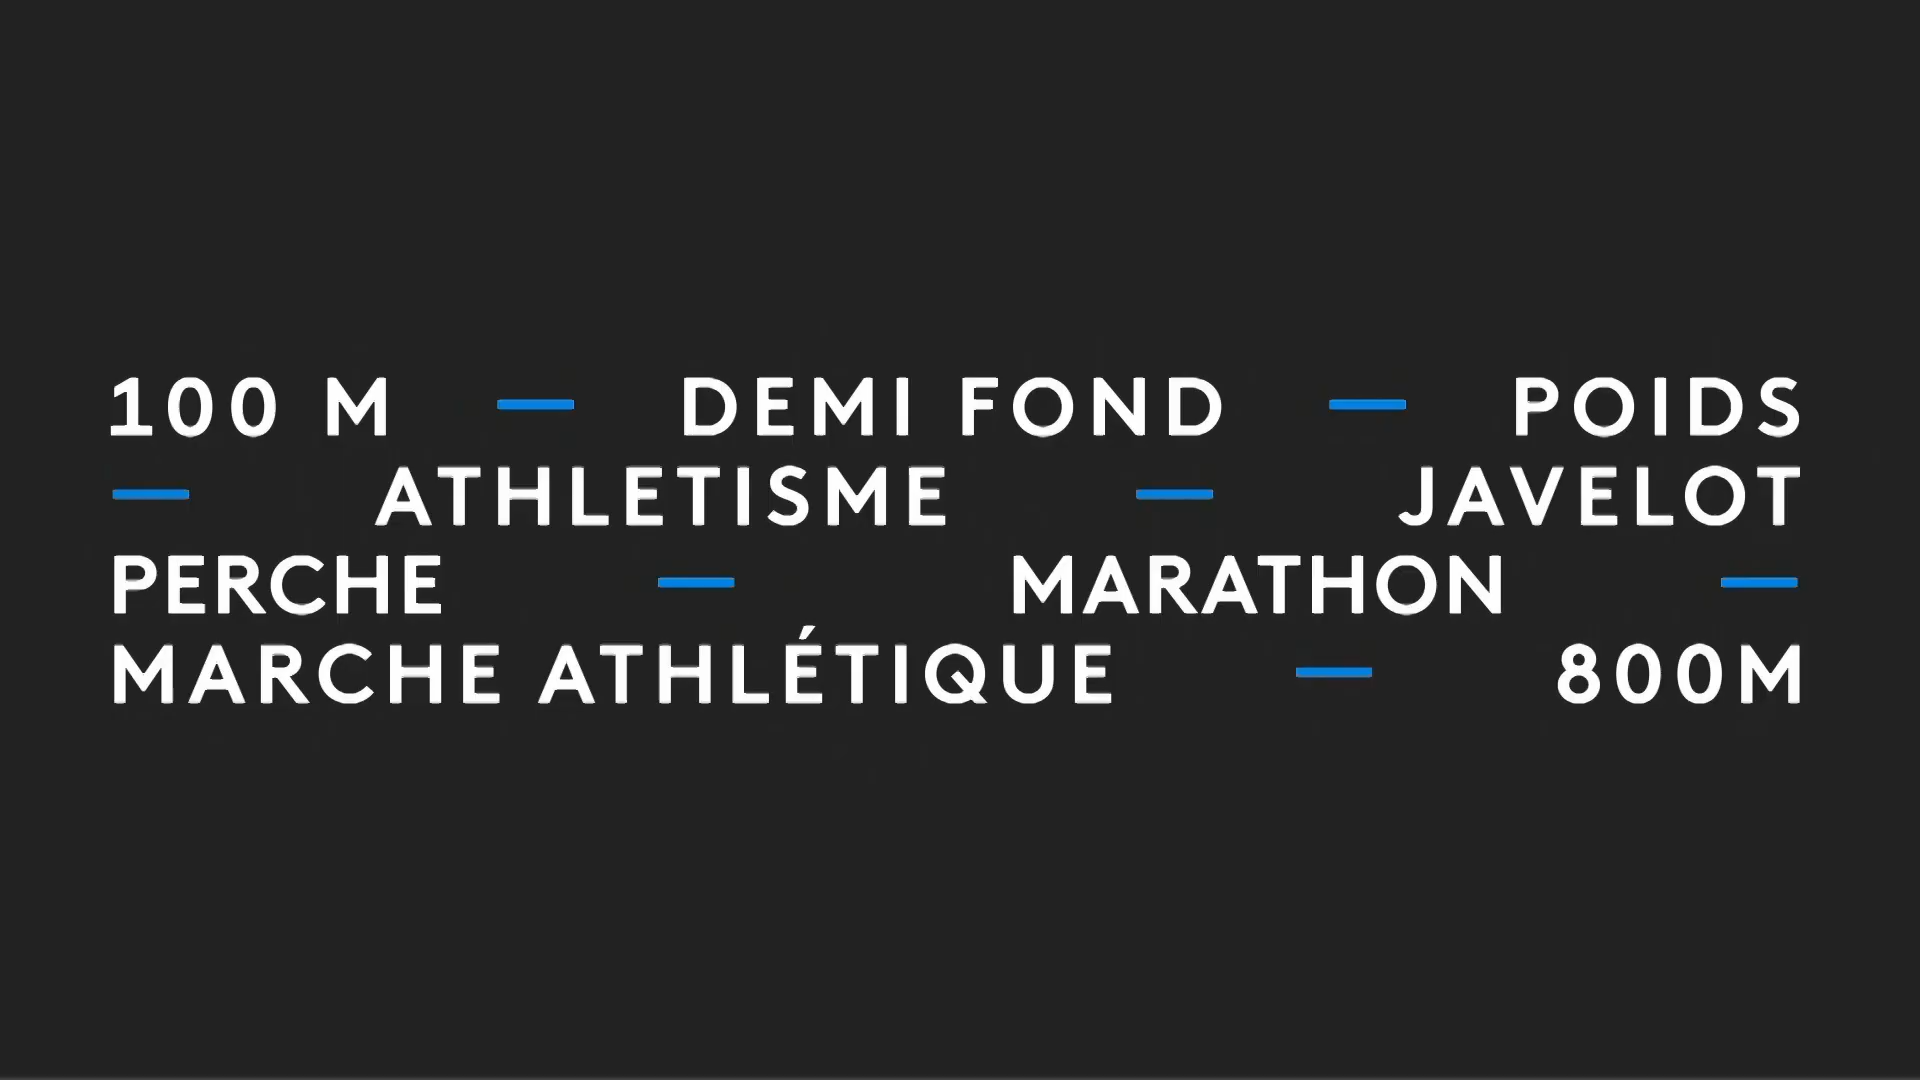 100 M — DEMI FOND — POIDS
— ATHLETISME — JAVELOT
PERCHE — MARATHON —
MARCHE ATHLÉTIQUE — 800M